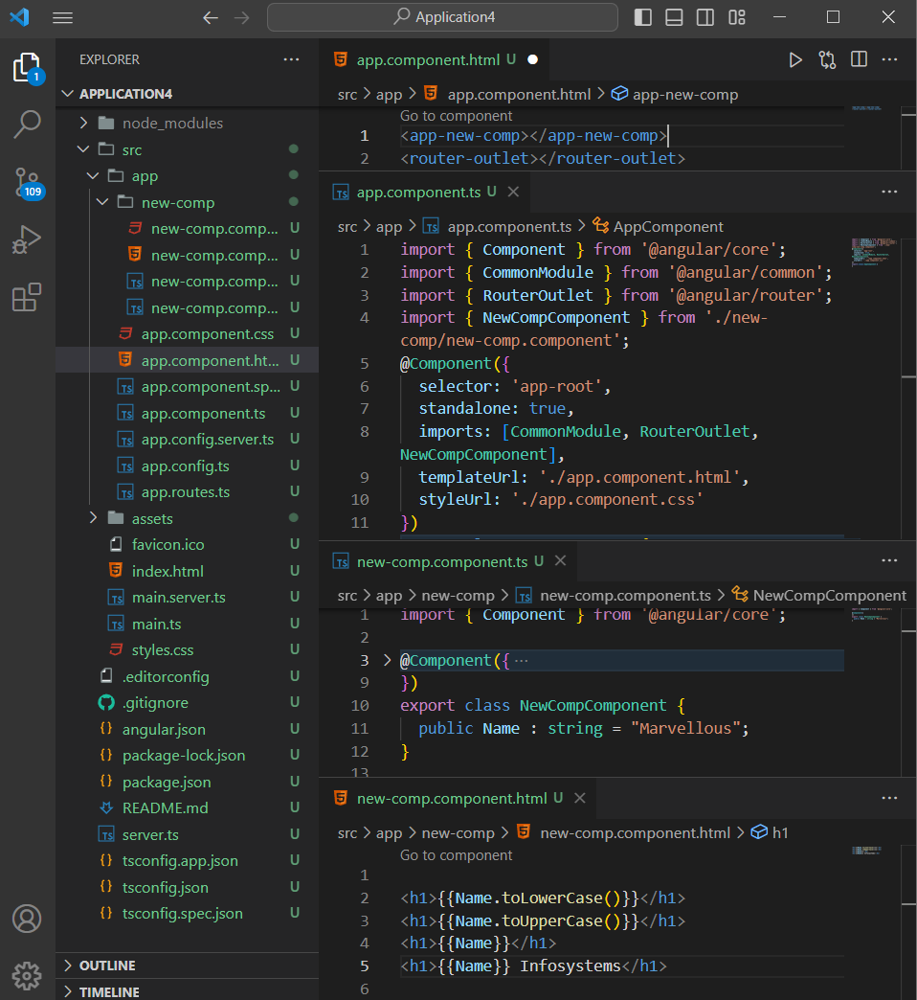 Application4
EXPLORER
APPLICATION4
node_modules
src
app
new-comp
new-comp.comp... U
new-comp.comp... U
new-comp.comp... U
new-comp.comp... U
app.component.css U
app.component.ht... U
app.component.sp... U
app.component.ts U
app.config.server.ts U
app.config.ts U
app.routes.ts U
assets
favicon.ico U
index.html U
main.server.ts U
main.ts U
styles.css U
.editorconfig U
.gitignore U
angular.json U
package-lock.json U
package.json U
README.md U
server.ts U
tsconfig.app.json U
tsconfig.json U
tsconfig.spec.json U
OUTLINE
TIMELINE
1
109
app.component.html U
src > app > app.component.html > app-new-comp
Go to component
1 <app-new-comp></app-new-comp>
2 <router-outlet></router-outlet>
app.component.ts U
src > app > app.component.ts > AppComponent
1 import { Component } from '@angular/core';
2 import { CommonModule } from '@angular/common';
3 import { RouterOutlet } from '@angular/router';
4 import { NewCompComponent } from './new-
comp/new-comp.component';
5 @Component({
6 selector: 'app-root',
7 standalone: true,
8 imports: [CommonModule, RouterOutlet,
NewCompComponent],
9 templateUrl: './app.component.html',
10 styleUrl: './app.component.css'
11 })
new-comp.component.ts U
src > app > new-comp > new-comp.component.ts > NewCompComponent
1 import { Component } from '@angular/core';
2
3 @Component({ ...
9 })
10 export class NewCompComponent {
11 public Name : string = "Marvellous";
12 }
13
new-comp.component.html U
src > app > new-comp > new-comp.component.html > h1
Go to component
1
2 <h1>{{Name.toLowerCase()}}</h1>
3 <h1>{{Name.toUpperCase()}}</h1>
4 <h1>{{Name}}</h1>
5 <h1>{{Name}} Infosystems</h1>
6